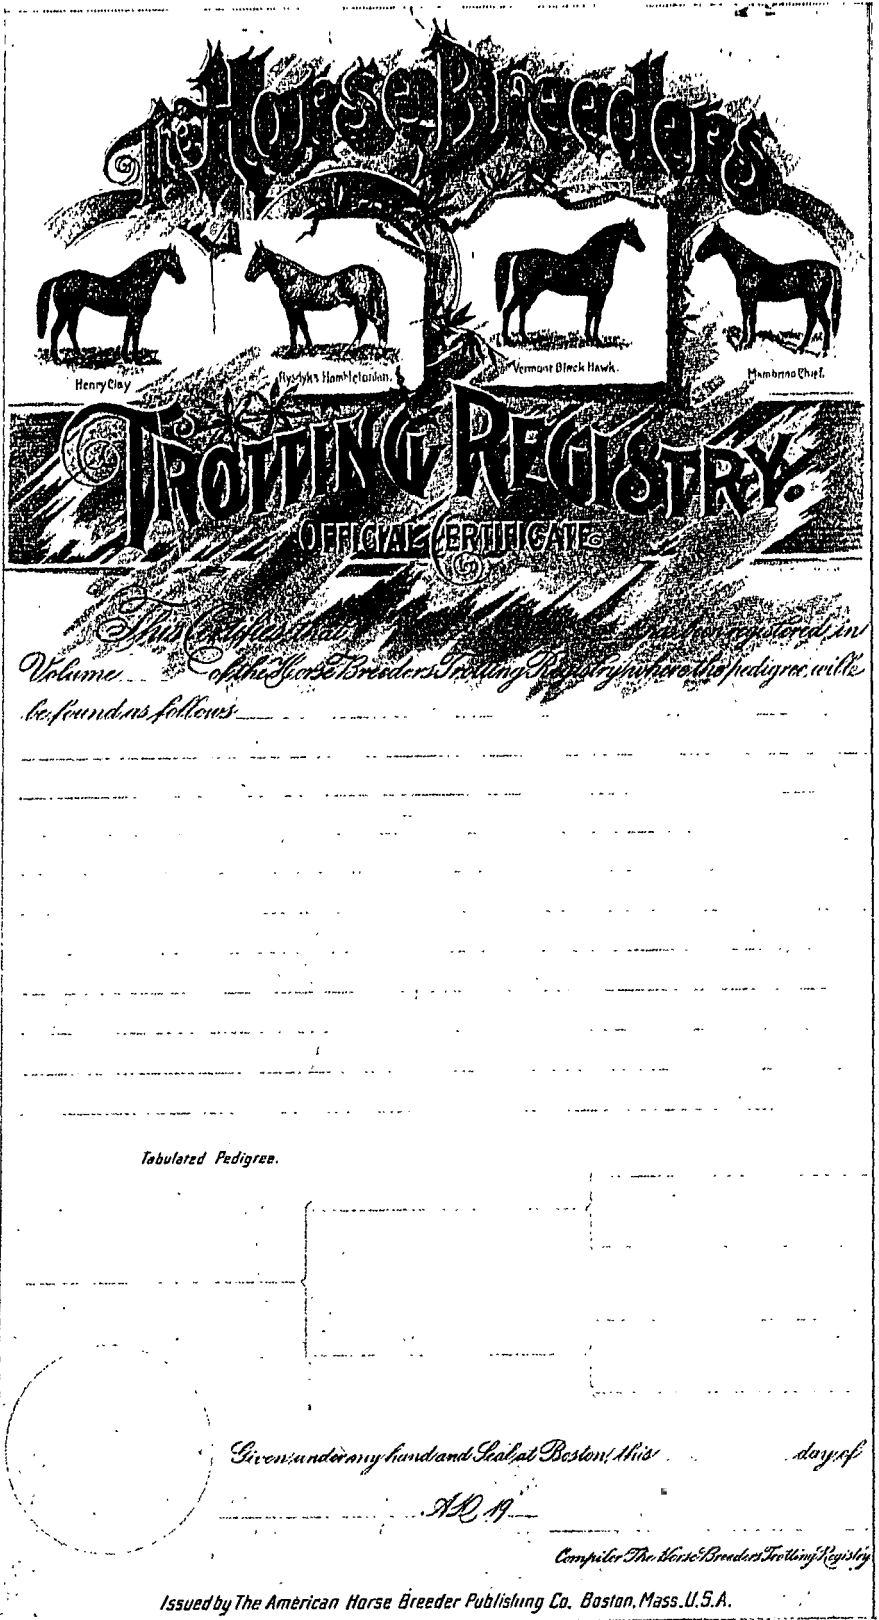 The Horse Breeders
Henry Clay
Rysdyk's Hambletonian.
Vermont Black Hawk.
Mambrino Chief.
TROTTING REGISTRY.
OFFICIAL CERTIFICATE
This Certifies that has been registered in
Volume of the Horse Breeders Trotting Registry where the pedigree will
be found as follows
Tabulated Pedigree.
Given under my hand and Seal at Boston, this day of
A.D. 19
Compiler The Horse Breeders Trotting Registry
Issued by The American Horse Breeder Publishing Co. Boston, Mass. U.S.A.